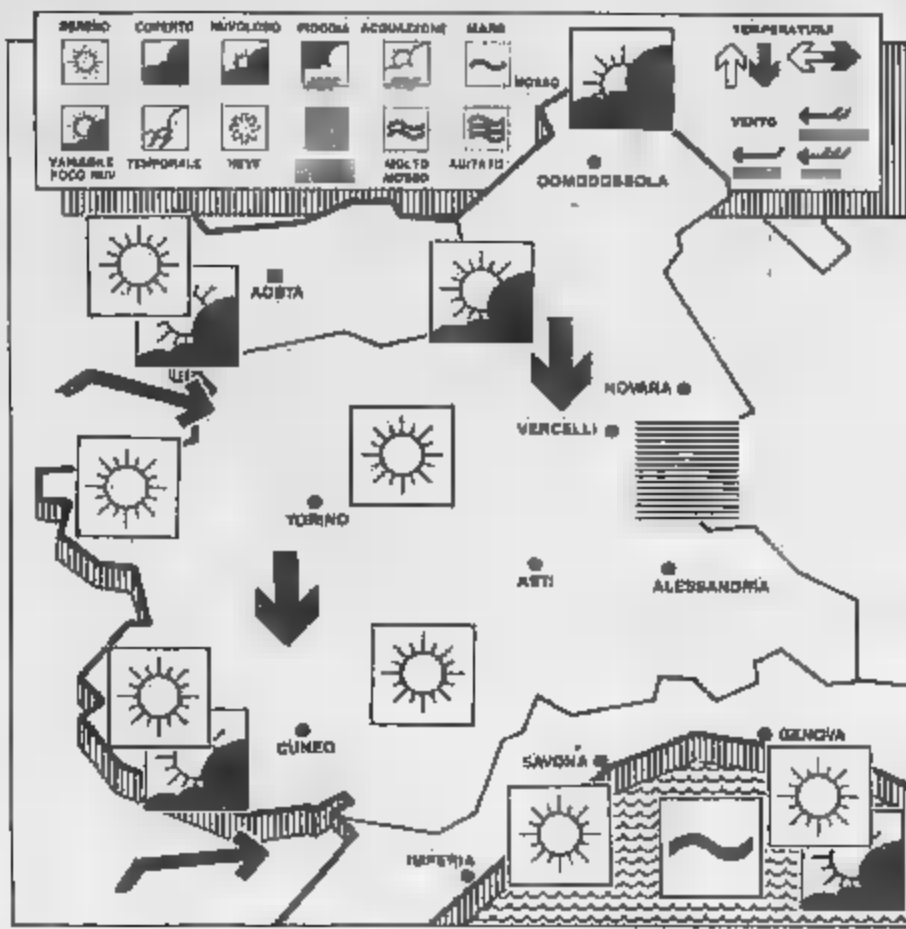 SERENO COPERTO NUVOLOSO PIOGGIA ACQUAZZONE MARE
MOSSO
VARIABILE POCO NUV
TEMPORALE NEVE
MOLTO MOSSO
AGITATO
TEMPERATURA
VENTO
DOMODOSSOLA
AOSTA
NOVARA
VERCELLI
TORINO
ASTI
ALESSANDRIA
CUNEO
SAVONA
GENOVA
IMPERIA